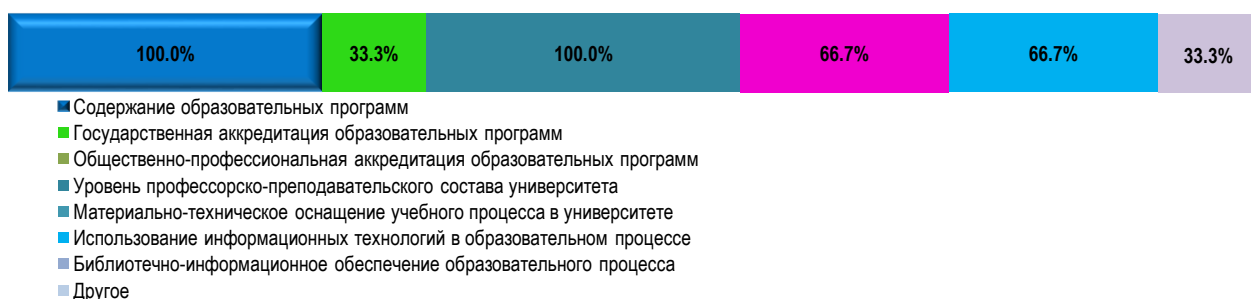 100.0% 33.3% 100.0% 66.7% 66.7% 33.3%
Содержание образовательных программ
Государственная аккредитация образовательных программ
Общественно-профессиональная аккредитация образовательных программ
Уровень профессорско-преподавательского состава университета
Материально-техническое оснащение учебного процесса в университете
Использование информационных технологий в образовательном процессе
Библиотечно-информационное обеспечение образовательного процесса
Другое